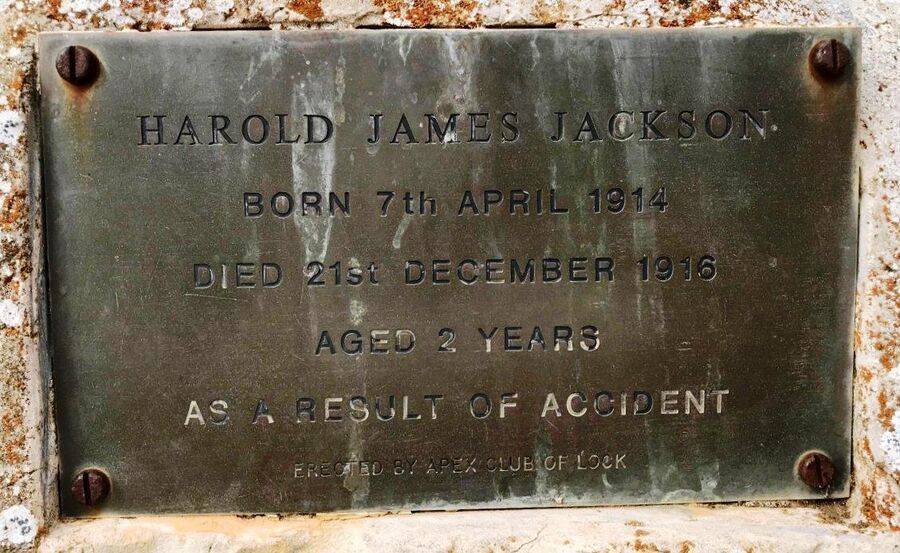 HAROLD JAMES JACKSON
BORN 7th APRIL 1914
DIED 21st DECEMBER 1916
AGED 2 YEARS
AS A RESULT OF ACCIDENT
ERECTED BY APEX CLUB OF LOCK